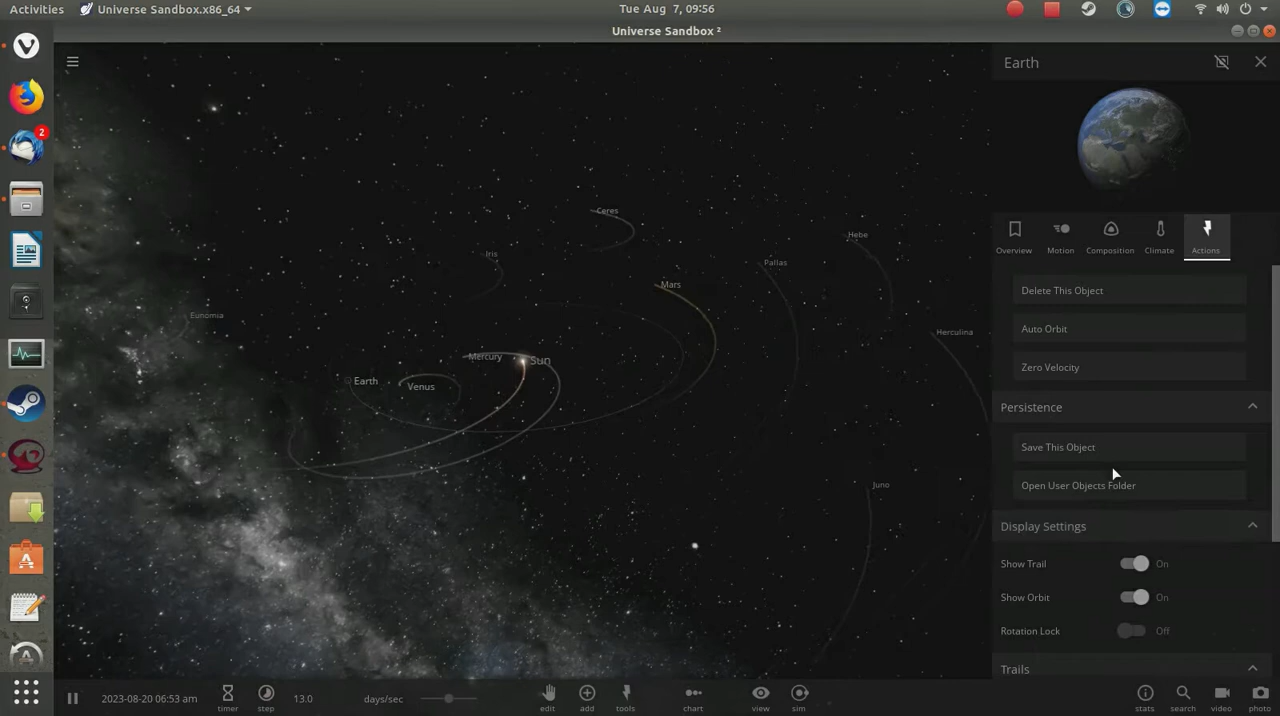 Activities
Universe Sandbox.x86_64
Tue Aug 7, 09:56
Universe Sandbox ²
Earth
2
Ceres
Hebe
Iris
Pallas
Mars
Eunomia
Herculina
Mercury
Sun
Earth
Venus
Juno
Overview
Motion
Composition
Climate
Actions
Delete This Object
Auto Orbit
Zero Velocity
Persistence
Save This Object
Open User Objects Folder
Display Settings
Show Trail On
Show Orbit On
Rotation Lock Off
Trails
2023-08-20 06:53 am
timer
step
13.0
days/sec
edit
add
tools
chart
view
sim
stats
search
video
photo